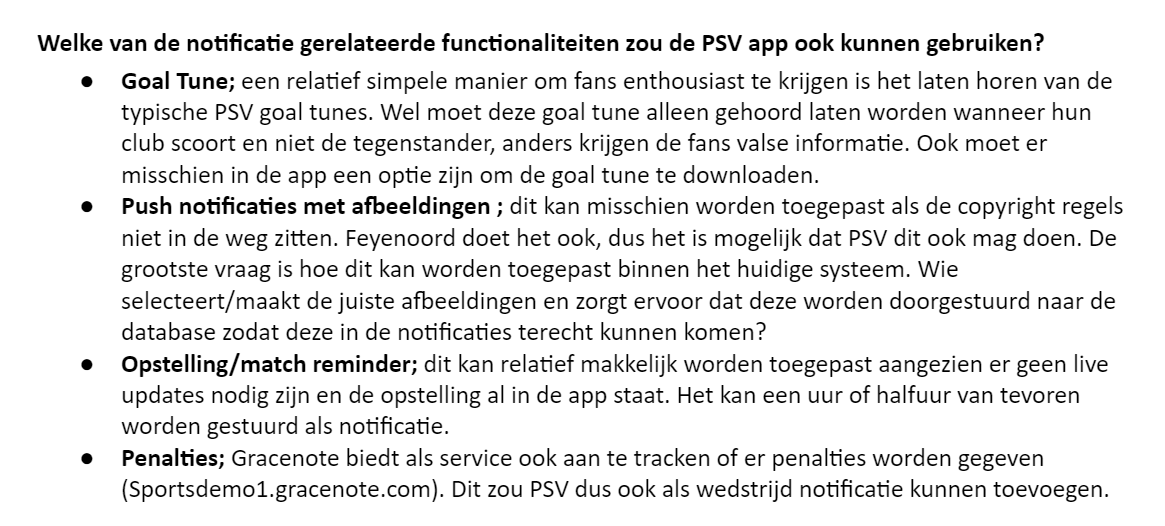 Welke van de notificatie gerelateerde functionaliteiten zou de PSV app ook kunnen gebruiken?
● Goal Tune; een relatief simpele manier om fans enthousiast te krijgen is het laten horen van de
typische PSV goal tunes. Wel moet deze goal tune alleen gehoord laten worden wanneer hun
club scoort en niet de tegenstander, anders krijgen de fans valse informatie. Ook moet er
misschien in de app een optie zijn om de goal tune te downloaden.
● Push notificaties met afbeeldingen ; dit kan misschien worden toegepast als de copyright regels
niet in de weg zitten. Feyenoord doet het ook, dus het is mogelijk dat PSV dit ook mag doen. De
grootste vraag is hoe dit kan worden toegepast binnen het huidige systeem. Wie
selecteert/maakt de juiste afbeeldingen en zorgt ervoor dat deze worden doorgestuurd naar de
database zodat deze in de notificaties terecht kunnen komen?
● Opstelling/match reminder; dit kan relatief makkelijk worden toegepast aangezien er geen live
updates nodig zijn en de opstelling al in de app staat. Het kan een uur of halfuur van tevoren
worden gestuurd als notificatie.
● Penalties; Gracenote biedt als service ook aan te tracken of er penalties worden gegeven
(Sportsdemo1.gracenote.com). Dit zou PSV dus ook als wedstrijd notificatie kunnen toevoegen.